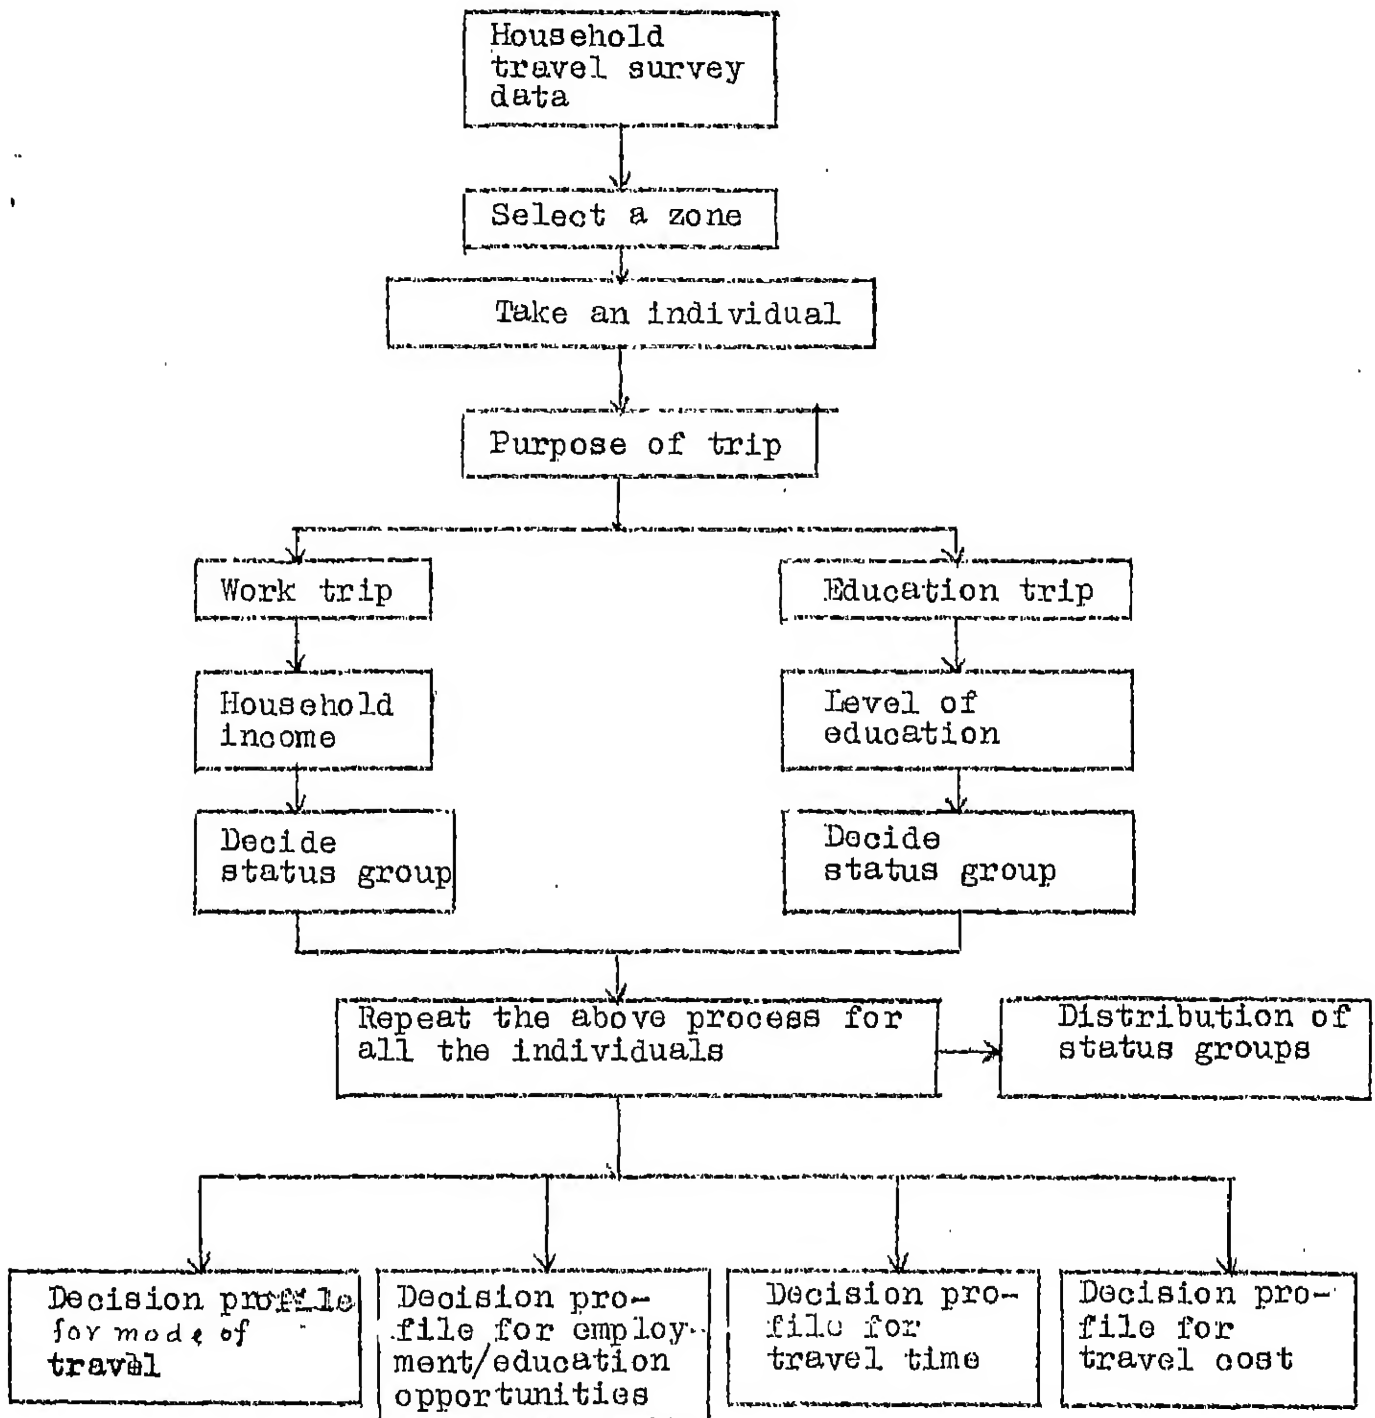 Household
travel survey
data
Select a zone
Take an individual
Purpose of trip
Work trip
Education trip
Household
income
Level of
education
Decide
status group
Decide
status group
Repeat the above process for
all the individuals
Distribution of
status groups
Decision profile
for mode of
travel
Decision pro-
file for employ-
ment/education
opportunities
Decision pro-
file for
travel time
Decision pro-
file for
travel cost